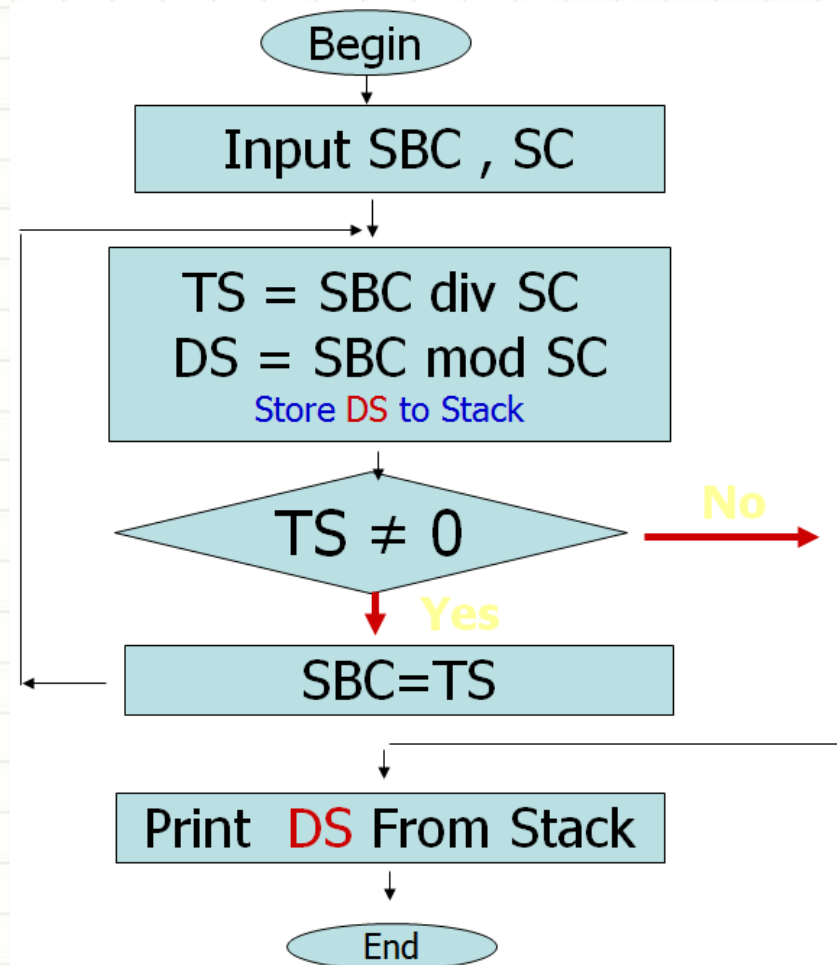 Begin
Input SBC , SC
TS = SBC div SC
DS = SBC mod SC
Store DS to Stack
TS ≠ 0
No
Yes
SBC=TS
Print DS From Stack
End